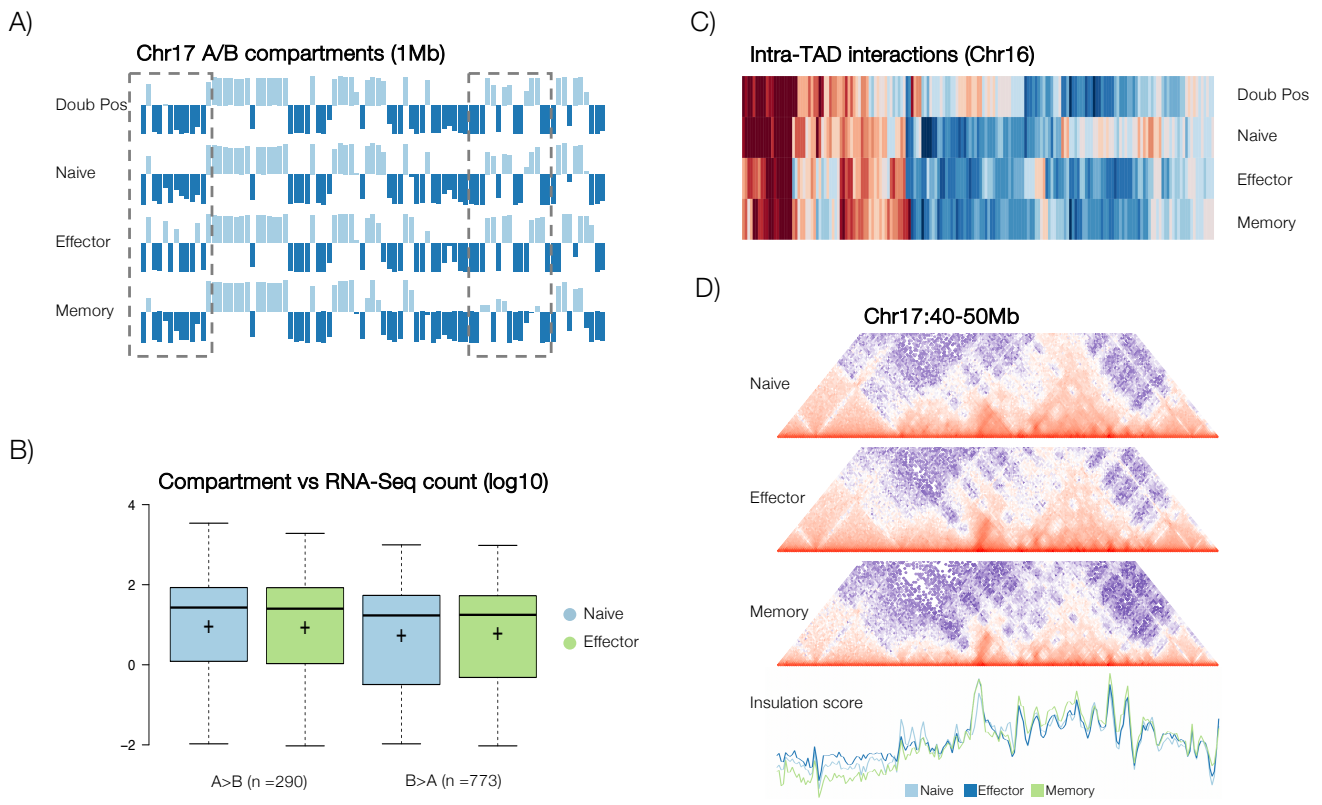 A)
Chr17 A/B compartments (1Mb)
Doub Pos
Naive
Effector
Memory
B)
Compartment vs RNA-Seq count (log10)
4
2
0
−2
A>B (n =290)
B>A (n =773)
Naive
Effector
C)
Intra-TAD interactions (Chr16)
Doub Pos
Naive
Effector
Memory
D)
Chr17:40-50Mb
Naive
Effector
Memory
Insulation score
Naive Effector Memory